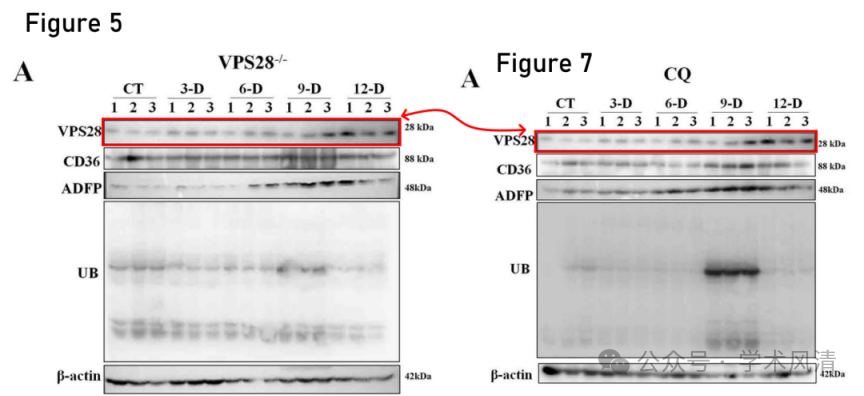 Figure 5
A
VPS28-/-
CT 3-D 6-D 9-D 12-D
1 2 3 1 2 3 1 2 3 1 2 3 1 2 3
VPS28 28 kDa
CD36 88 kDa
ADFP 48kDa
UB
β-actin 42kDa
Figure 7
A
CQ
CT 3-D 6-D 9-D 12-D
1 2 3 1 2 3 1 2 3 1 2 3 1 2 3
VPS28 28 kDa
CD36 88 kDa
ADFP 48kDa
UB
β-actin 42kDa
公众号 · 学术风清